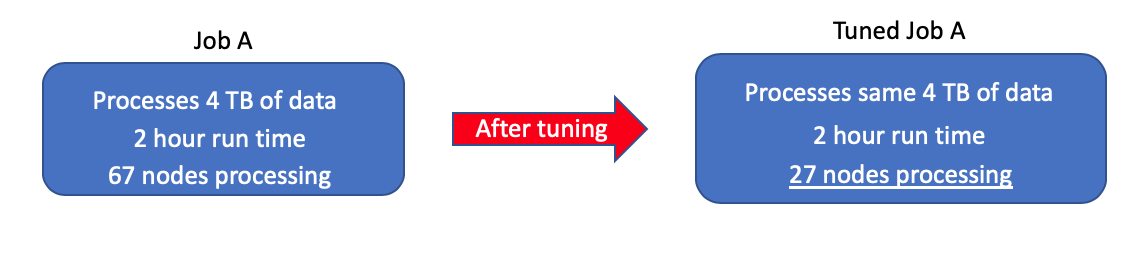 Job A
Processes 4 TB of data
2 hour run time
67 nodes processing
After tuning
Tuned Job A
Processes same 4 TB of data
2 hour run time
27 nodes processing